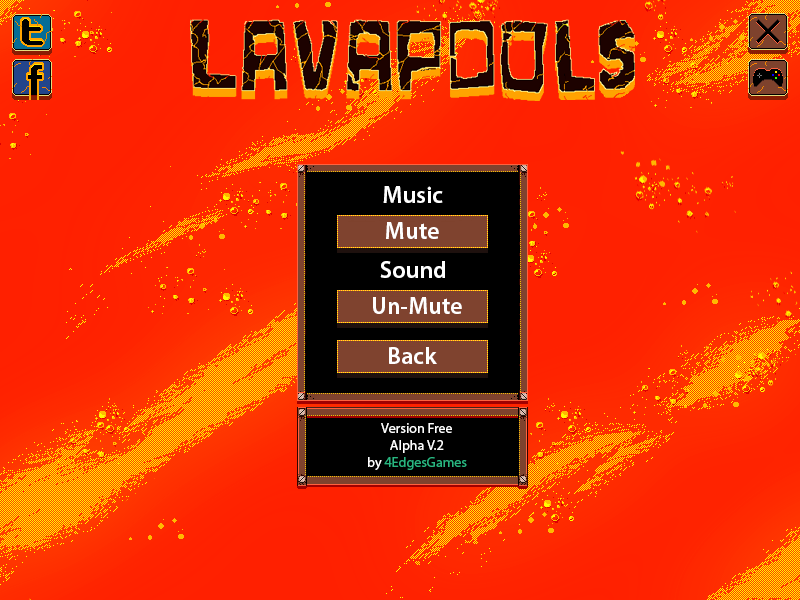 LAVAPOOLS
Music
Mute
Sound
Un-Mute
Back
Version Free
Alpha V.2
by 4EdgesGames